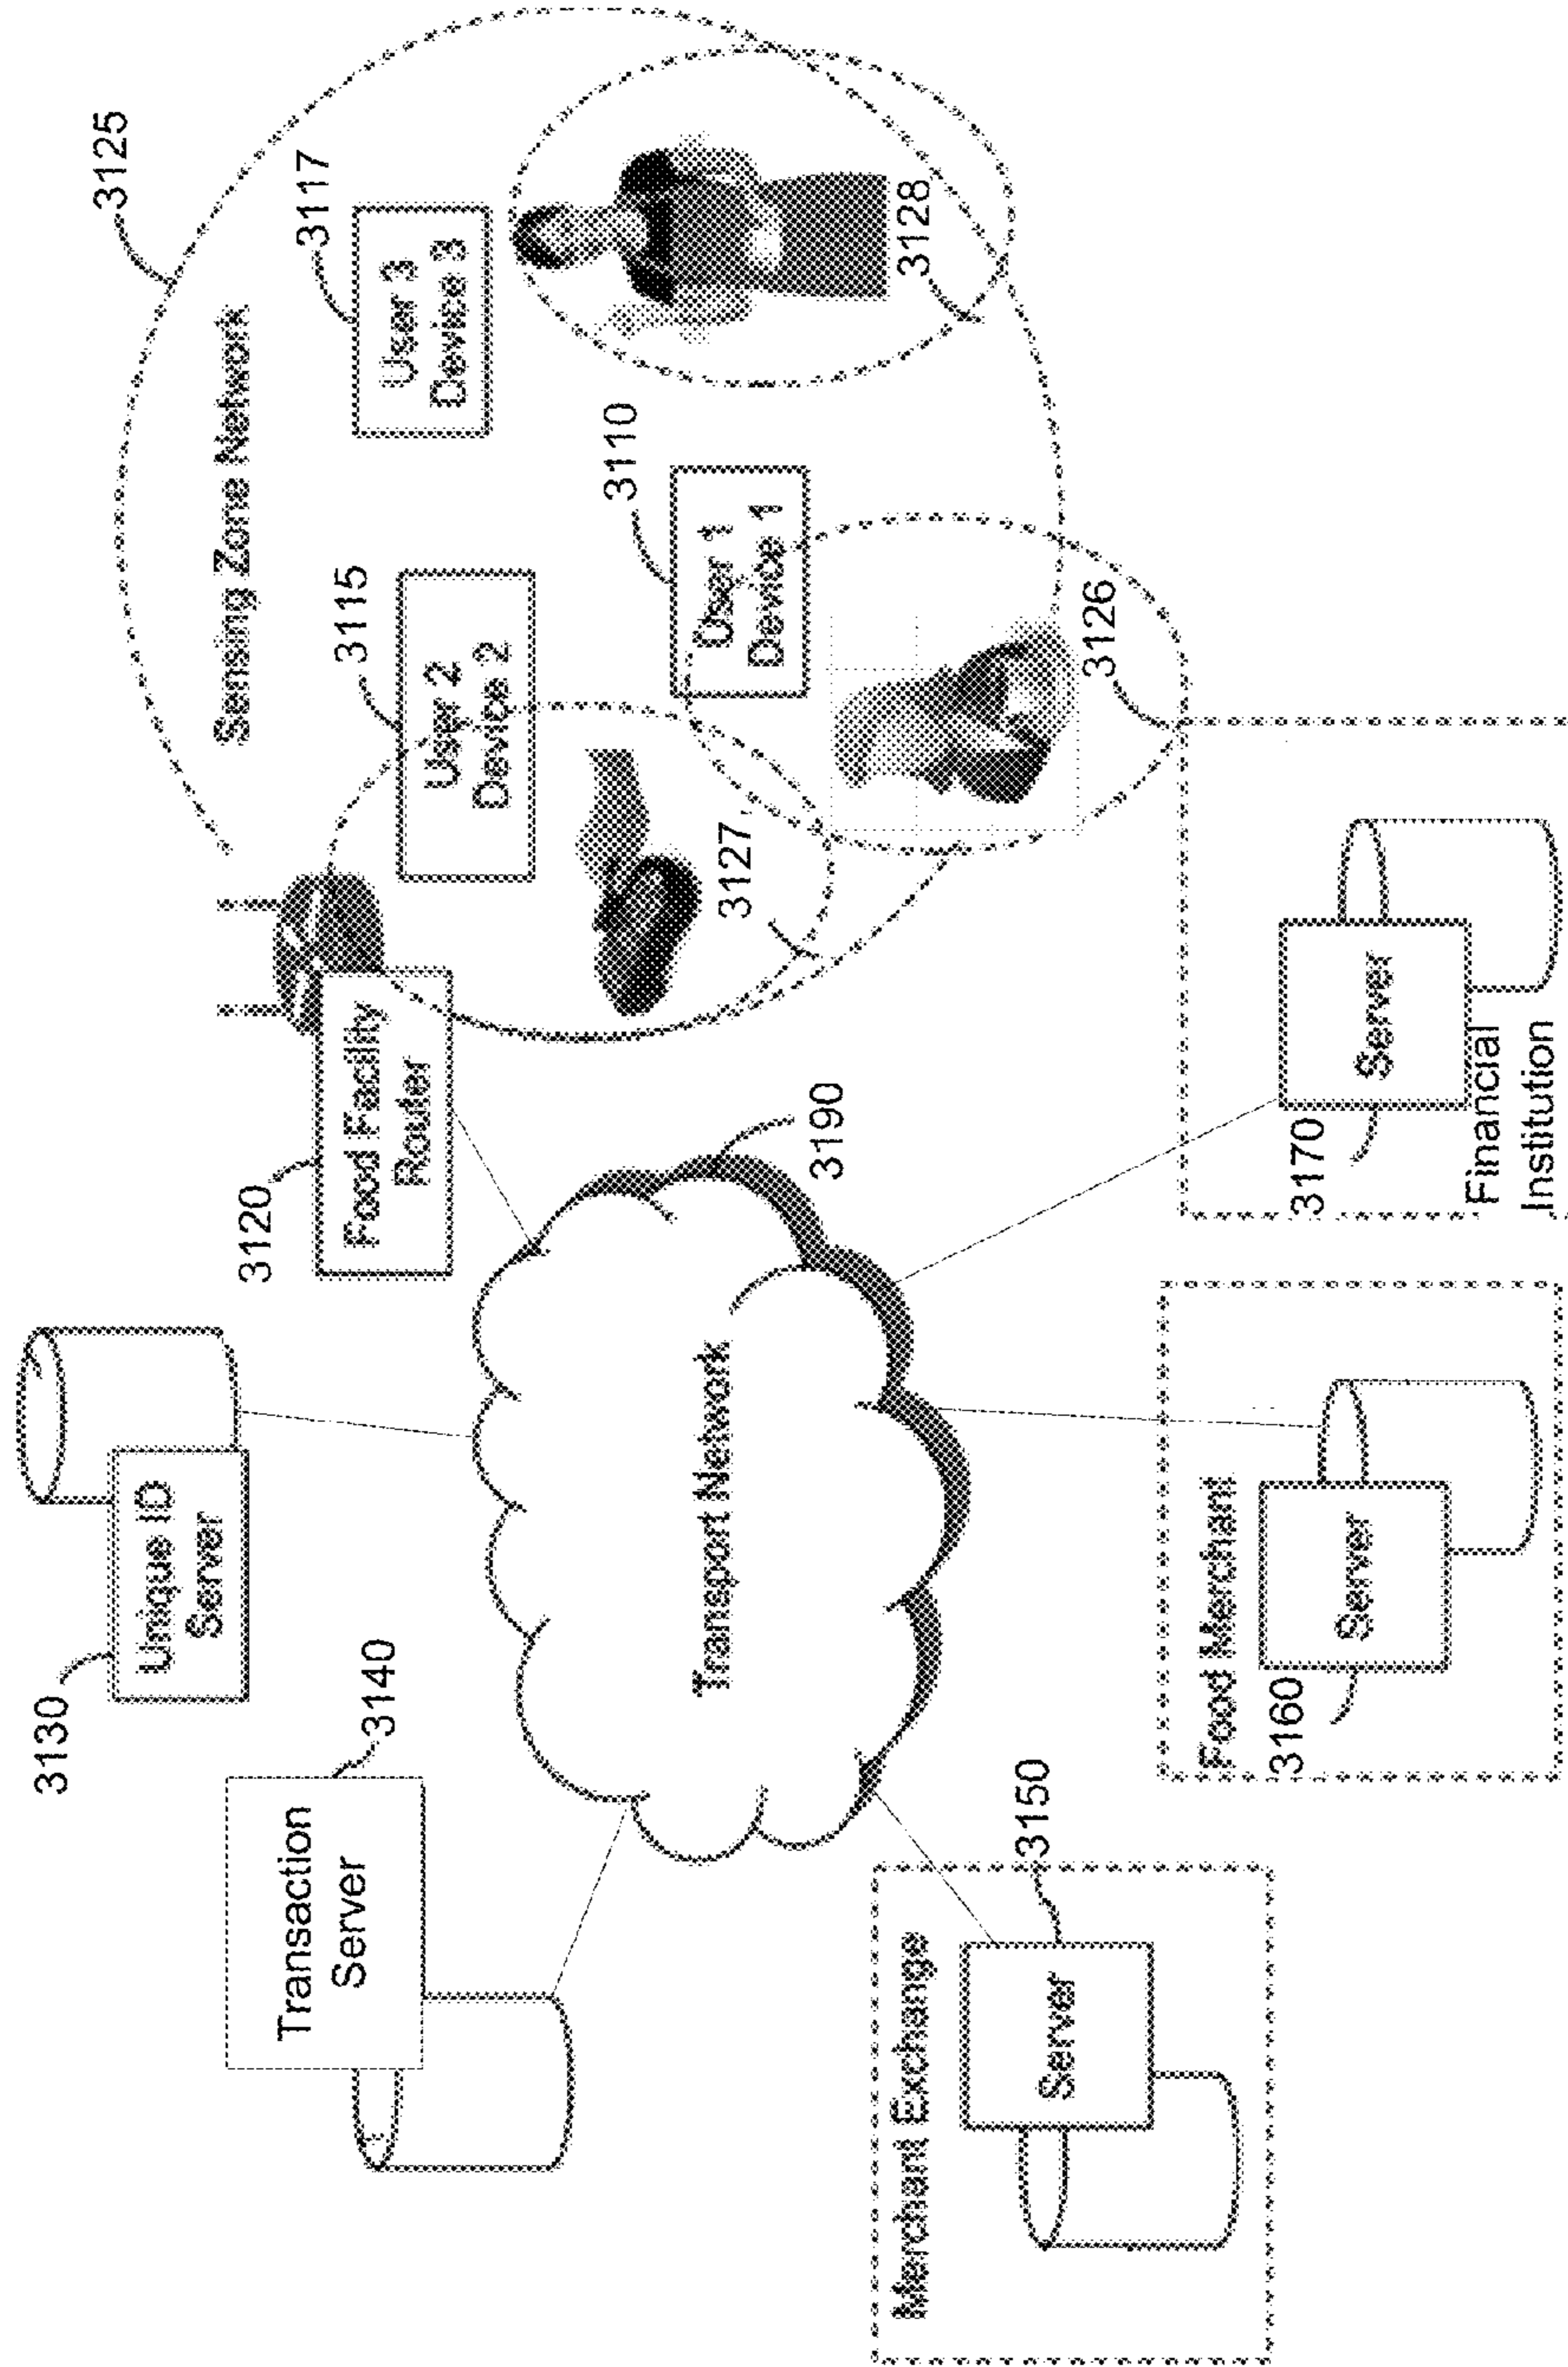 3130
Unique ID
Server
Transaction
Server
3140
3120
Food Facility
Router
Sensing Zone Network
3125
3115
User 2
Device 2
3117
User 3
Device 3
3110
User 1
Device 1
3127
3128
3126
Transport Network
3190
Merchant Exchange
3150
Server
Food Merchant
3160
Server
3170
Server
Financial
Institution